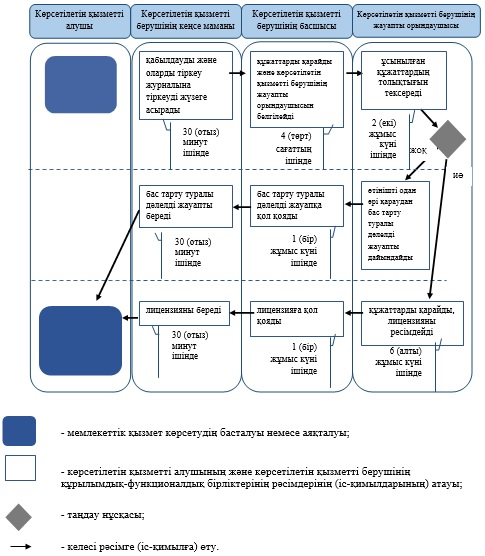 Көрсетілетін қызметті
алушы
Көрсетілетін қызметті
берушінің кеңсе маманы
Көрсетілетін қызметті
берушінің басшысы
Көрсетілетін қызметті берушінің
жауапты орындаушысы
қабылдауды және
оларды тіркеу
журналына
тіркеуді жүзеге
асырады
30 (отыз)
минут
ішінде
құжаттарды қарайды
және көрсетілетін
қызметті берушінің
жауапты
орындаушысын
белгілейді
4 (төрт)
сағаттың
ішінде
ұсынылған
құжаттардың
толықтығын
тексереді
2 (екі)
жұмыс
күні
ішінде
жоқ
иә
бас тарту туралы
дәлелді жауапты
береді
30 (отыз)
минут
ішінде
бас тарту туралы
дәлелді жауапқа
қол қояды
1 (бір)
жұмыс күні
ішінде
өтінішті одан
әрі қараудан
бас тарту
туралы
дәлелді
жауапты
дайындайды
лицензияны береді
30 (отыз)
минут
ішінде
лицензияға қол
қояды
1 (бір)
жұмыс күні
ішінде
құжаттарды қарайды,
лицензияны
ресімдейді
6 (алты)
жұмыс күні
ішінде
- мемлекеттік қызмет көрсетудің басталуы немесе аяқталуы;
- көрсетілетін қызметті алушының және көрсетілетін қызметті берушінің
құрылымдық-функционалдық бірліктерінің рәсімдерінің (іс-қимылдарының) атауы;
- таңдау нұсқасы;
- келесі рәсімге (іс-қимылға) өту.